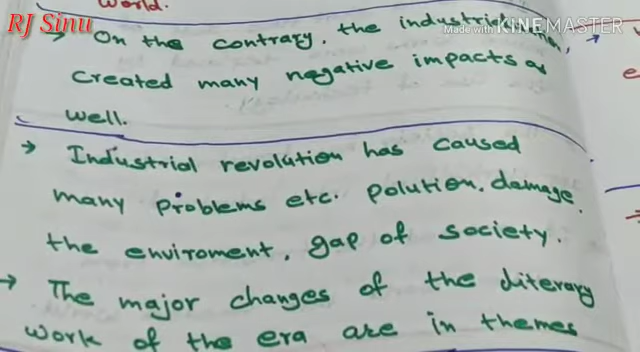 world.
RJ Sinu
→ On the contrary, the
Made with KINEMASTER
created many negative impacts as
well.
→ Industrial revolution has caused
many problems etc. polution, damage
the enviroment, gap of society.
→ The major changes of the literary
work of the era are in themes